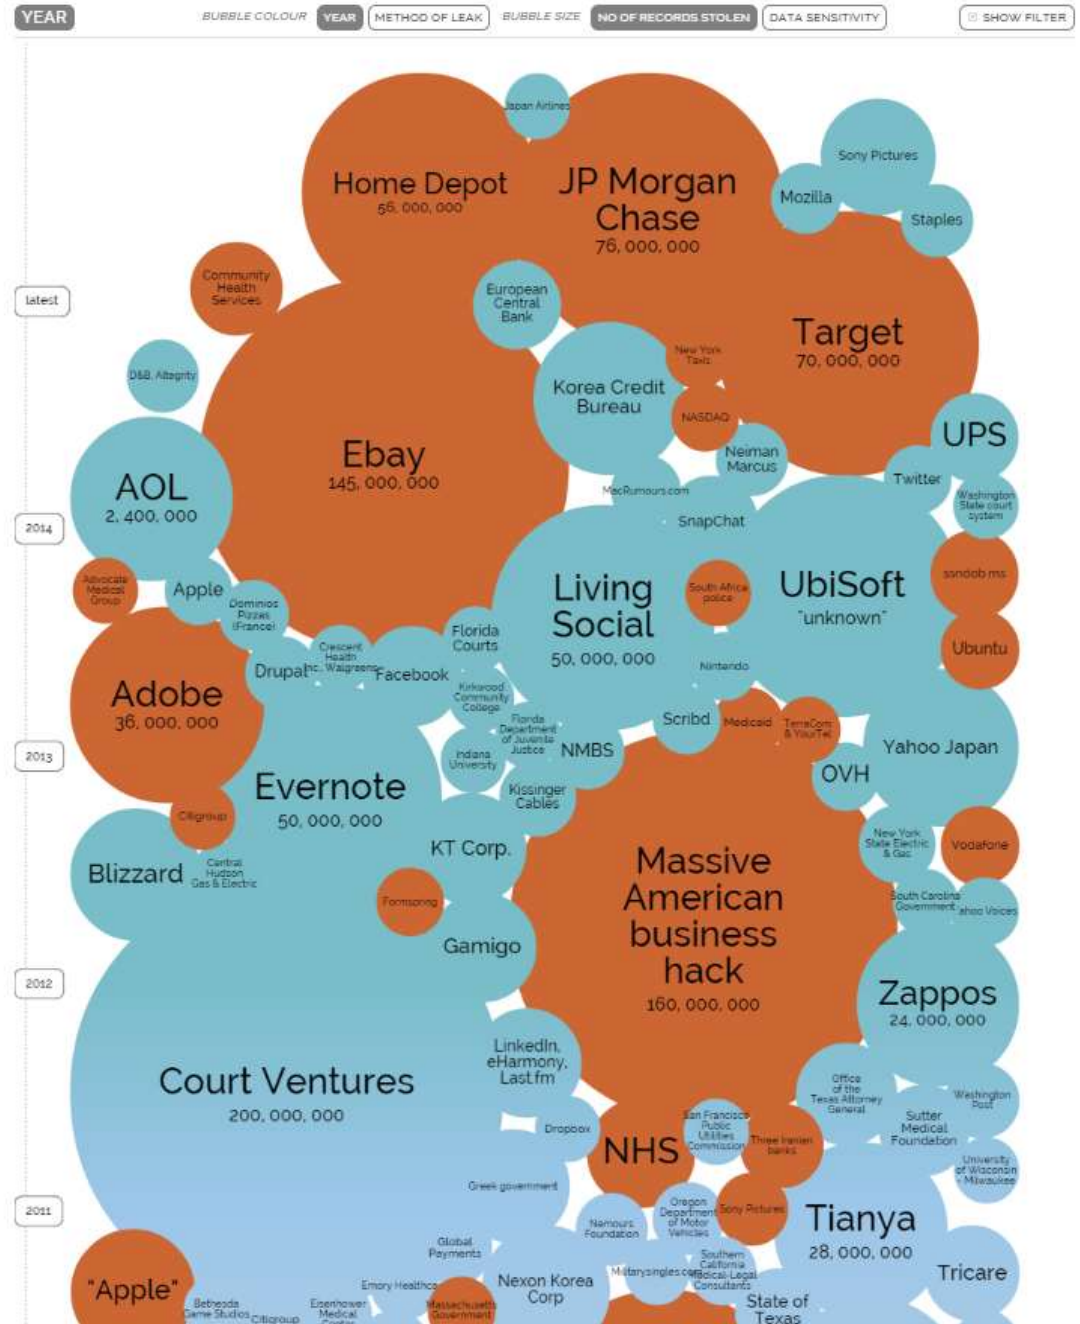 YEAR
BUBBLE COLOUR
YEAR
METHOD OF LEAK
BUBBLE SIZE
NO OF RECORDS STOLEN
DATA SENSITIVITY
SHOW FILTER
Japan Airlines
Home Depot
56, 000, 000
JP Morgan
Chase
76, 000, 000
Sony Pictures
Mozilla
Staples
Community
Health
Services
latest
European
Central
Bank
Target
70, 000, 000
New York
Taxis
D&B, Altegrity
Korea Credit
Bureau
NASDAQ
UPS
Ebay
145, 000, 000
Neiman
Marcus
AOL
2, 400, 000
Twitter
MacRumours.com
Washington
State court
system
SnapChat
2014
Advocate
Medical
Group
Apple
Dominios
Pizzas
(France)
Living
Social
50, 000, 000
South Africa
police
UbiSoft
"unknown"
ssndob.ms
Florida
Courts
Ubuntu
Drupal
Crescent
Health
Inc., Walgreens
Facebook
Nintendo
Adobe
36, 000, 000
Kirkwood
Community
College
Florida
Department
of Juvenile
Justice
Scribd
Medicaid
TerraCom
& YourTel
2013
Indiana
University
NMBS
Yahoo Japan
OVH
Evernote
50, 000, 000
Kissinger
Cables
Citigroup
KT Corp.
New York
State Electric
& Gas
Vodafone
Blizzard
Central
Hudson
Gas & Electric
Massive
American
business
hack
160, 000, 000
Formspring
South Carolina
Government
ahoo Voices
Gamigo
2012
Zappos
24, 000, 000
LinkedIn,
eHarmony,
Last.fm
Court Ventures
200, 000, 000
Office
of the
Texas Attorney
General
Washington
Post
Dropbox
San Francisco
Public
Utilities
Commission
Sutter
Medical
Foundation
NHS
Three Iranian
banks
University
of Wisconsin
- Milwaukee
Greek government
2011
Nemours
Foundation
Oregon
Department
of Motor
Vehicles
Sony Pictures
Tianya
28, 000, 000
Global
Payments
Southern
California
Medical-Legal
Consultants
Militarysingles.com
Tricare
"Apple"
Emory Healthca
Nexon Korea
Corp
Bethesda
Game Studios
Citigroup
Eisenhower
Medical
Center
Massachusetts
Government
State of
Texas